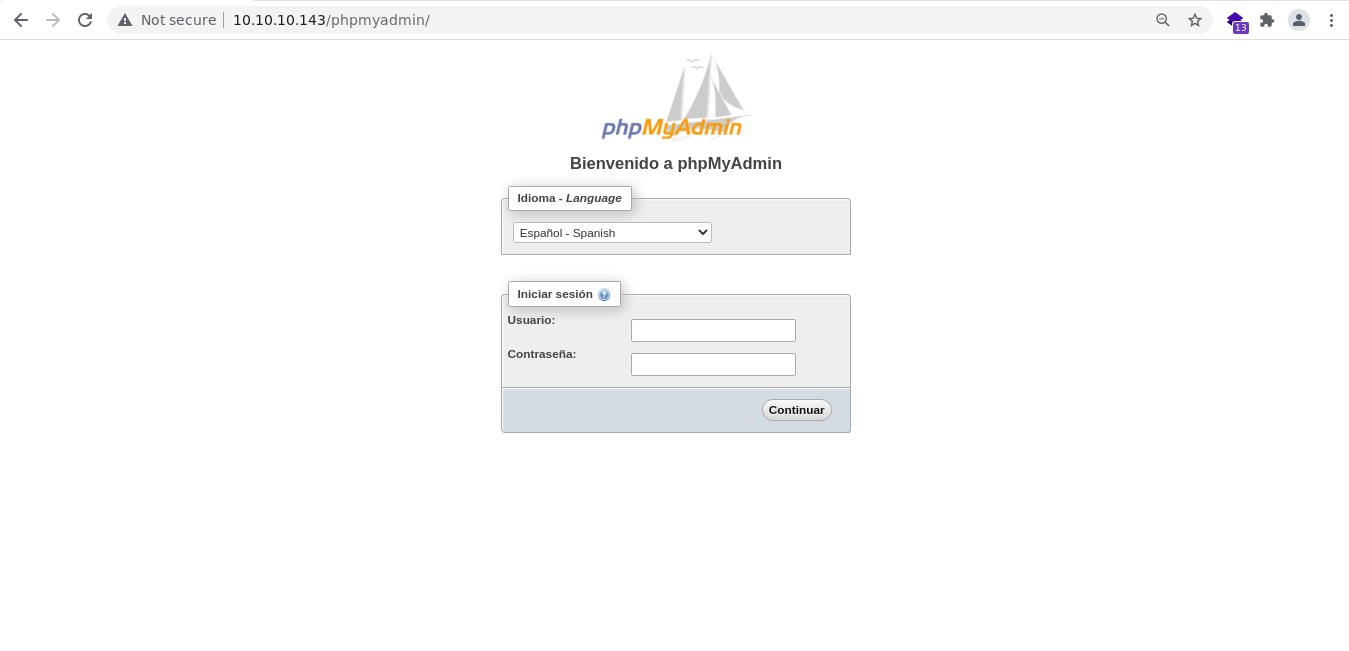 Not secure 10.10.10.143/phpmyadmin/
13
phpMyAdmin
Bienvenido a phpMyAdmin
Idioma - Language
Español - Spanish
Iniciar sesión ?
Usuario:
Contraseña:
Continuar